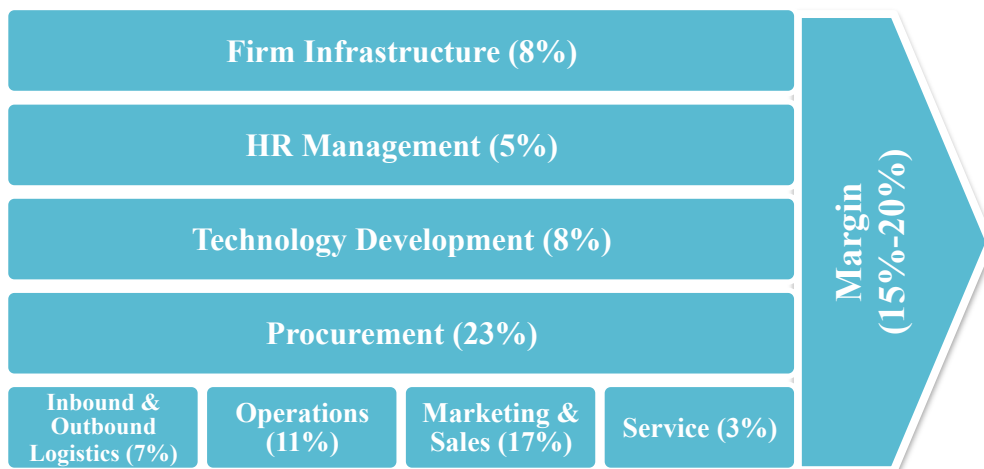 Firm Infrastructure (8%)
HR Management (5%)
Technology Development (8%)
Procurement (23%)
Inbound &
Outbound
Logistics (7%)
Operations
(11%)
Marketing &
Sales (17%)
Service (3%)
Margin
(15%-20%)